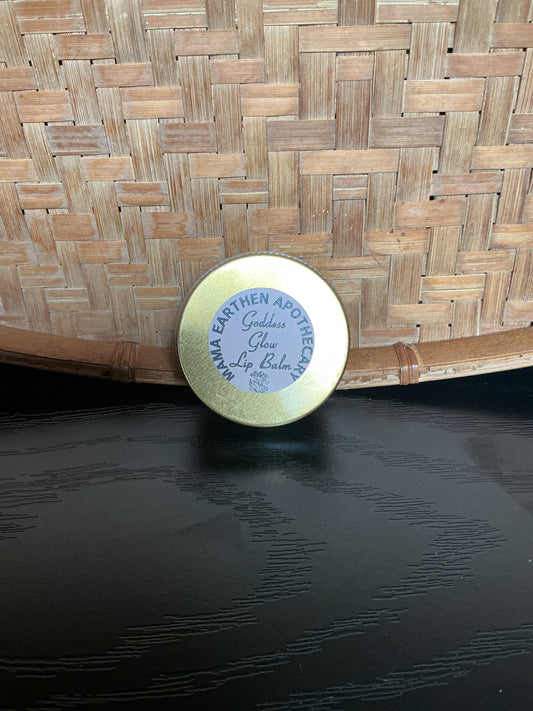 MAMA EARTHEN APOTHECARY
Goddess
Glow
Lip Balm